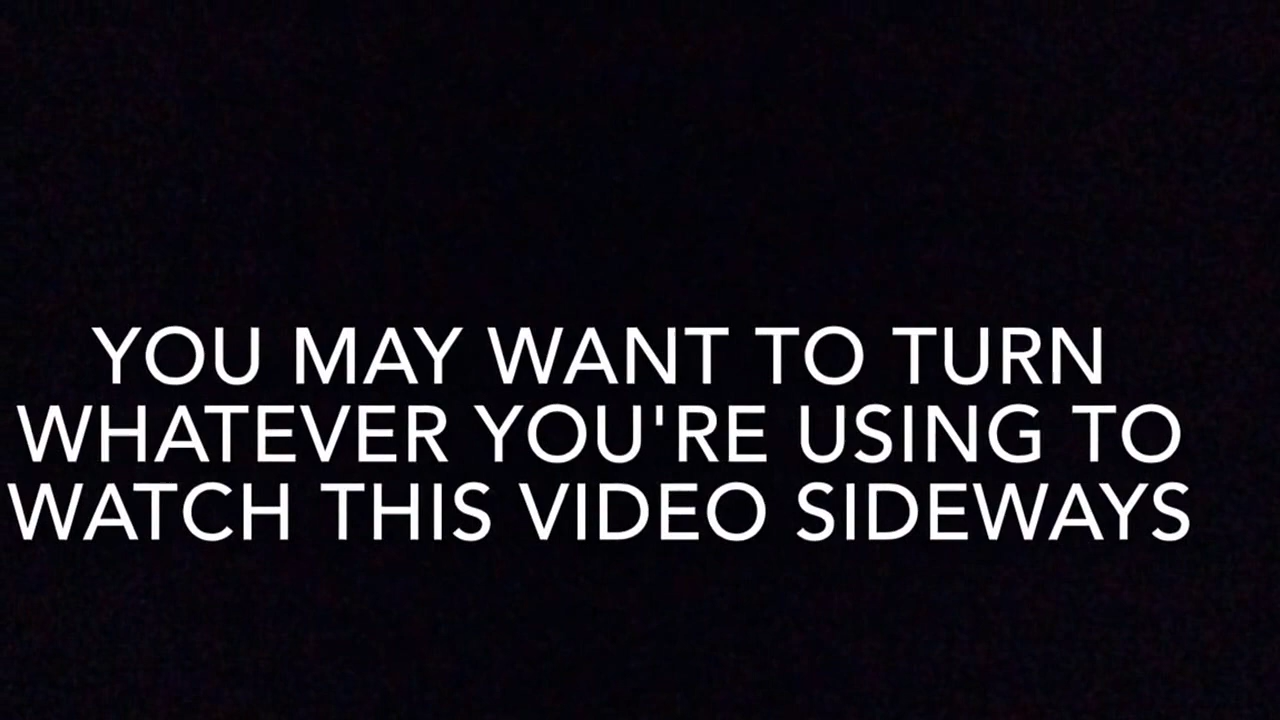 YOU MAY WANT TO TURN
WHATEVER YOU'RE USING TO
WATCH THIS VIDEO SIDEWAYS